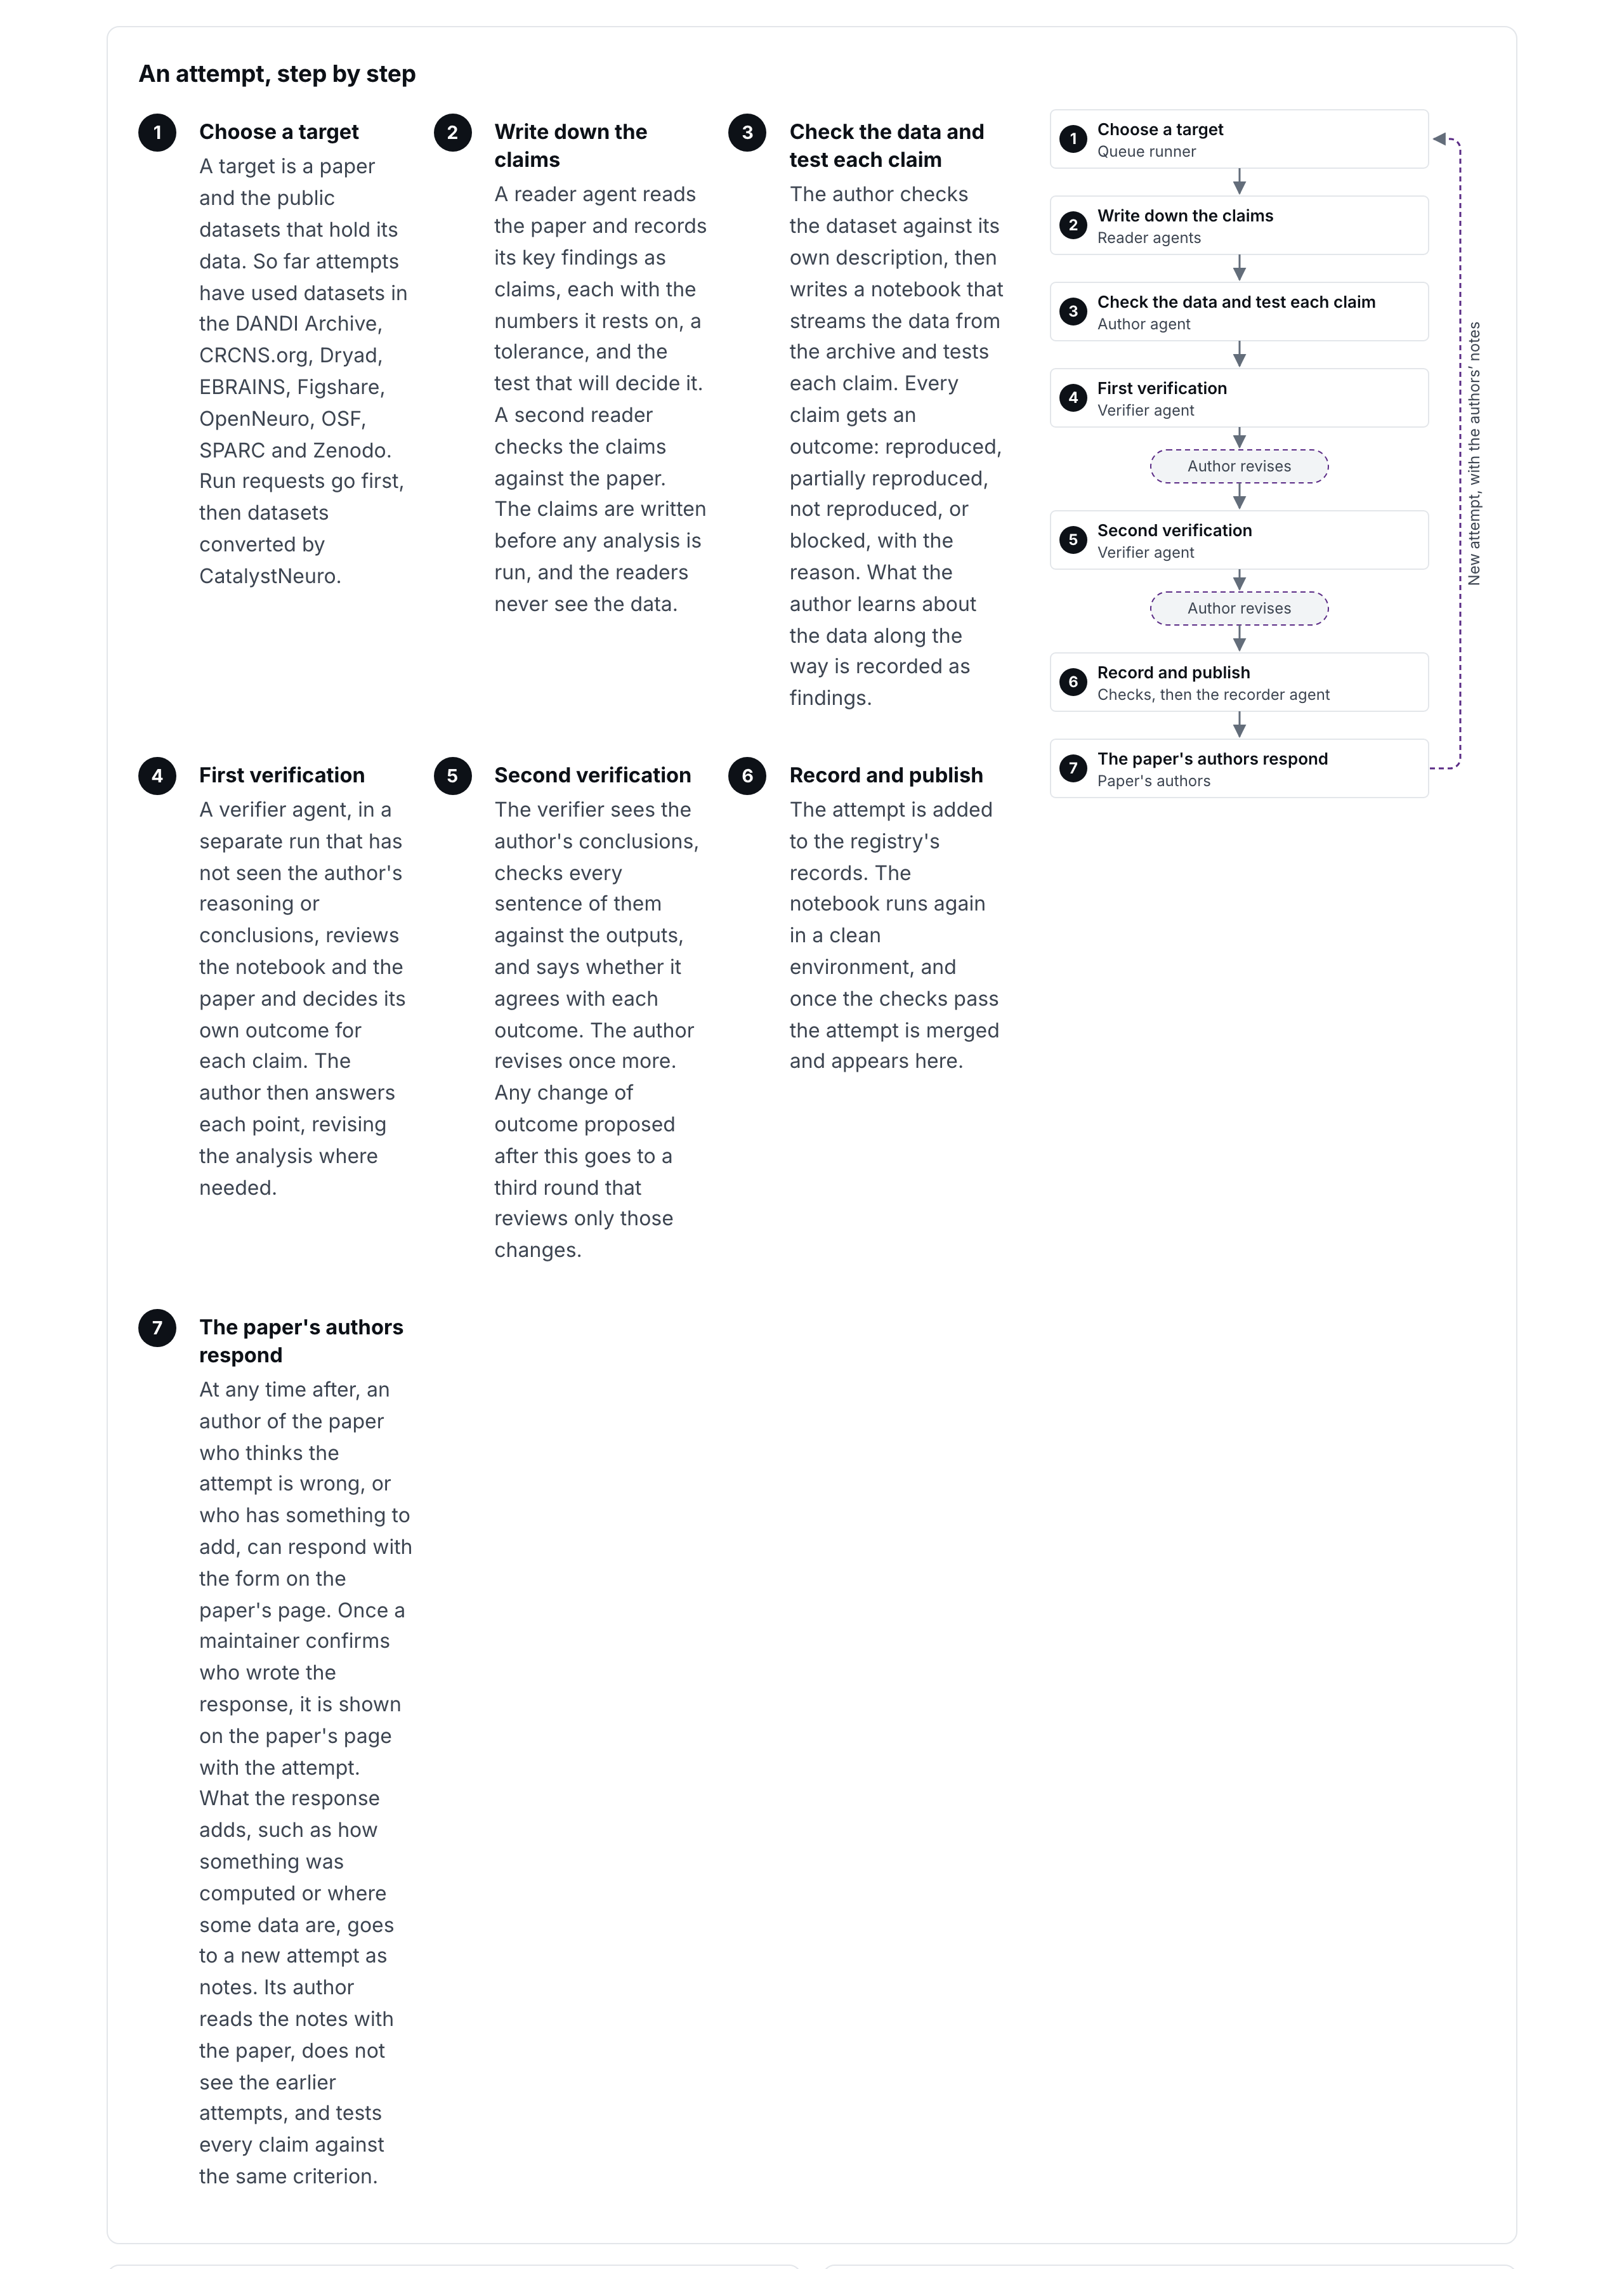 An attempt, step by step
1
Choose a target
A target is a paper
and the public
datasets that hold its
data. So far attempts
have used datasets in
the DANDI Archive,
CRCNS.org, Dryad,
EBRAINS, Figshare,
OpenNeuro, OSF,
SPARC and Zenodo.
Run requests go first,
then datasets
converted by
CatalystNeuro.
2
Write down the
claims
A reader agent reads
the paper and records
its key findings as
claims, each with the
numbers it rests on, a
tolerance, and the
test that will decide it.
A second reader
checks the claims
against the paper.
The claims are written
before any analysis is
run, and the readers
never see the data.
3
Check the data and
test each claim
The author checks
the dataset against its
own description, then
writes a notebook that
streams the data from
the archive and tests
each claim. Every
claim gets an
outcome: reproduced,
partially reproduced,
not reproduced, or
blocked, with the
reason. What the
author learns about
the data along the
way is recorded as
findings.
4
First verification
A verifier agent, in a
separate run that has
not seen the author's
reasoning or
conclusions, reviews
the notebook and the
paper and decides its
own outcome for
each claim. The
author then answers
each point, revising
the analysis where
needed.
5
Second verification
The verifier sees the
author's conclusions,
checks every
sentence of them
against the outputs,
and says whether it
agrees with each
outcome. The author
revises once more.
Any change of
outcome proposed
after this goes to a
third round that
reviews only those
changes.
6
Record and publish
The attempt is added
to the registry's
records. The
notebook runs again
in a clean
environment, and
once the checks pass
the attempt is merged
and appears here.
7
The paper's authors
respond
At any time after, an
author of the paper
who thinks the
attempt is wrong, or
who has something to
add, can respond with
the form on the
paper's page. Once a
maintainer confirms
who wrote the
response, it is shown
on the paper's page
with the attempt.
What the response
adds, such as how
something was
computed or where
some data are, goes
to a new attempt as
notes. Its author
reads the notes with
the paper, does not
see the earlier
attempts, and tests
every claim against
the same criterion.
1
Choose a target
Queue runner
2
Write down the claims
Reader agents
3
Check the data and test each claim
Author agent
4
First verification
Verifier agent
Author revises
5
Second verification
Verifier agent
Author revises
6
Record and publish
Checks, then the recorder agent
7
The paper's authors respond
Paper's authors
New attempt, with the authors' notes